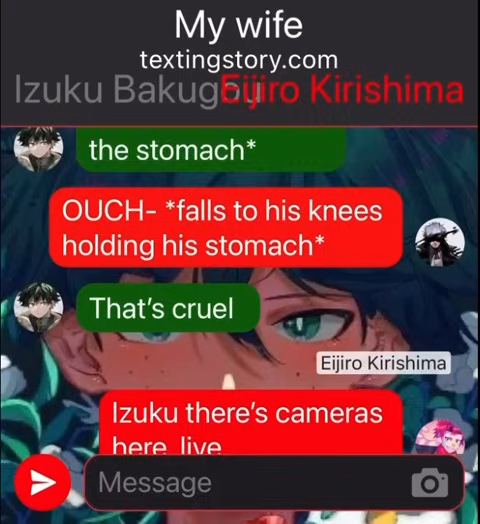 My wife
textingstory.com
Izuku Bakugou Eijiro Kirishima
the stomach*
OUCH- *falls to his knees
holding his stomach*
That's cruel
Eijiro Kirishima
Izuku there's cameras
here, live
Message